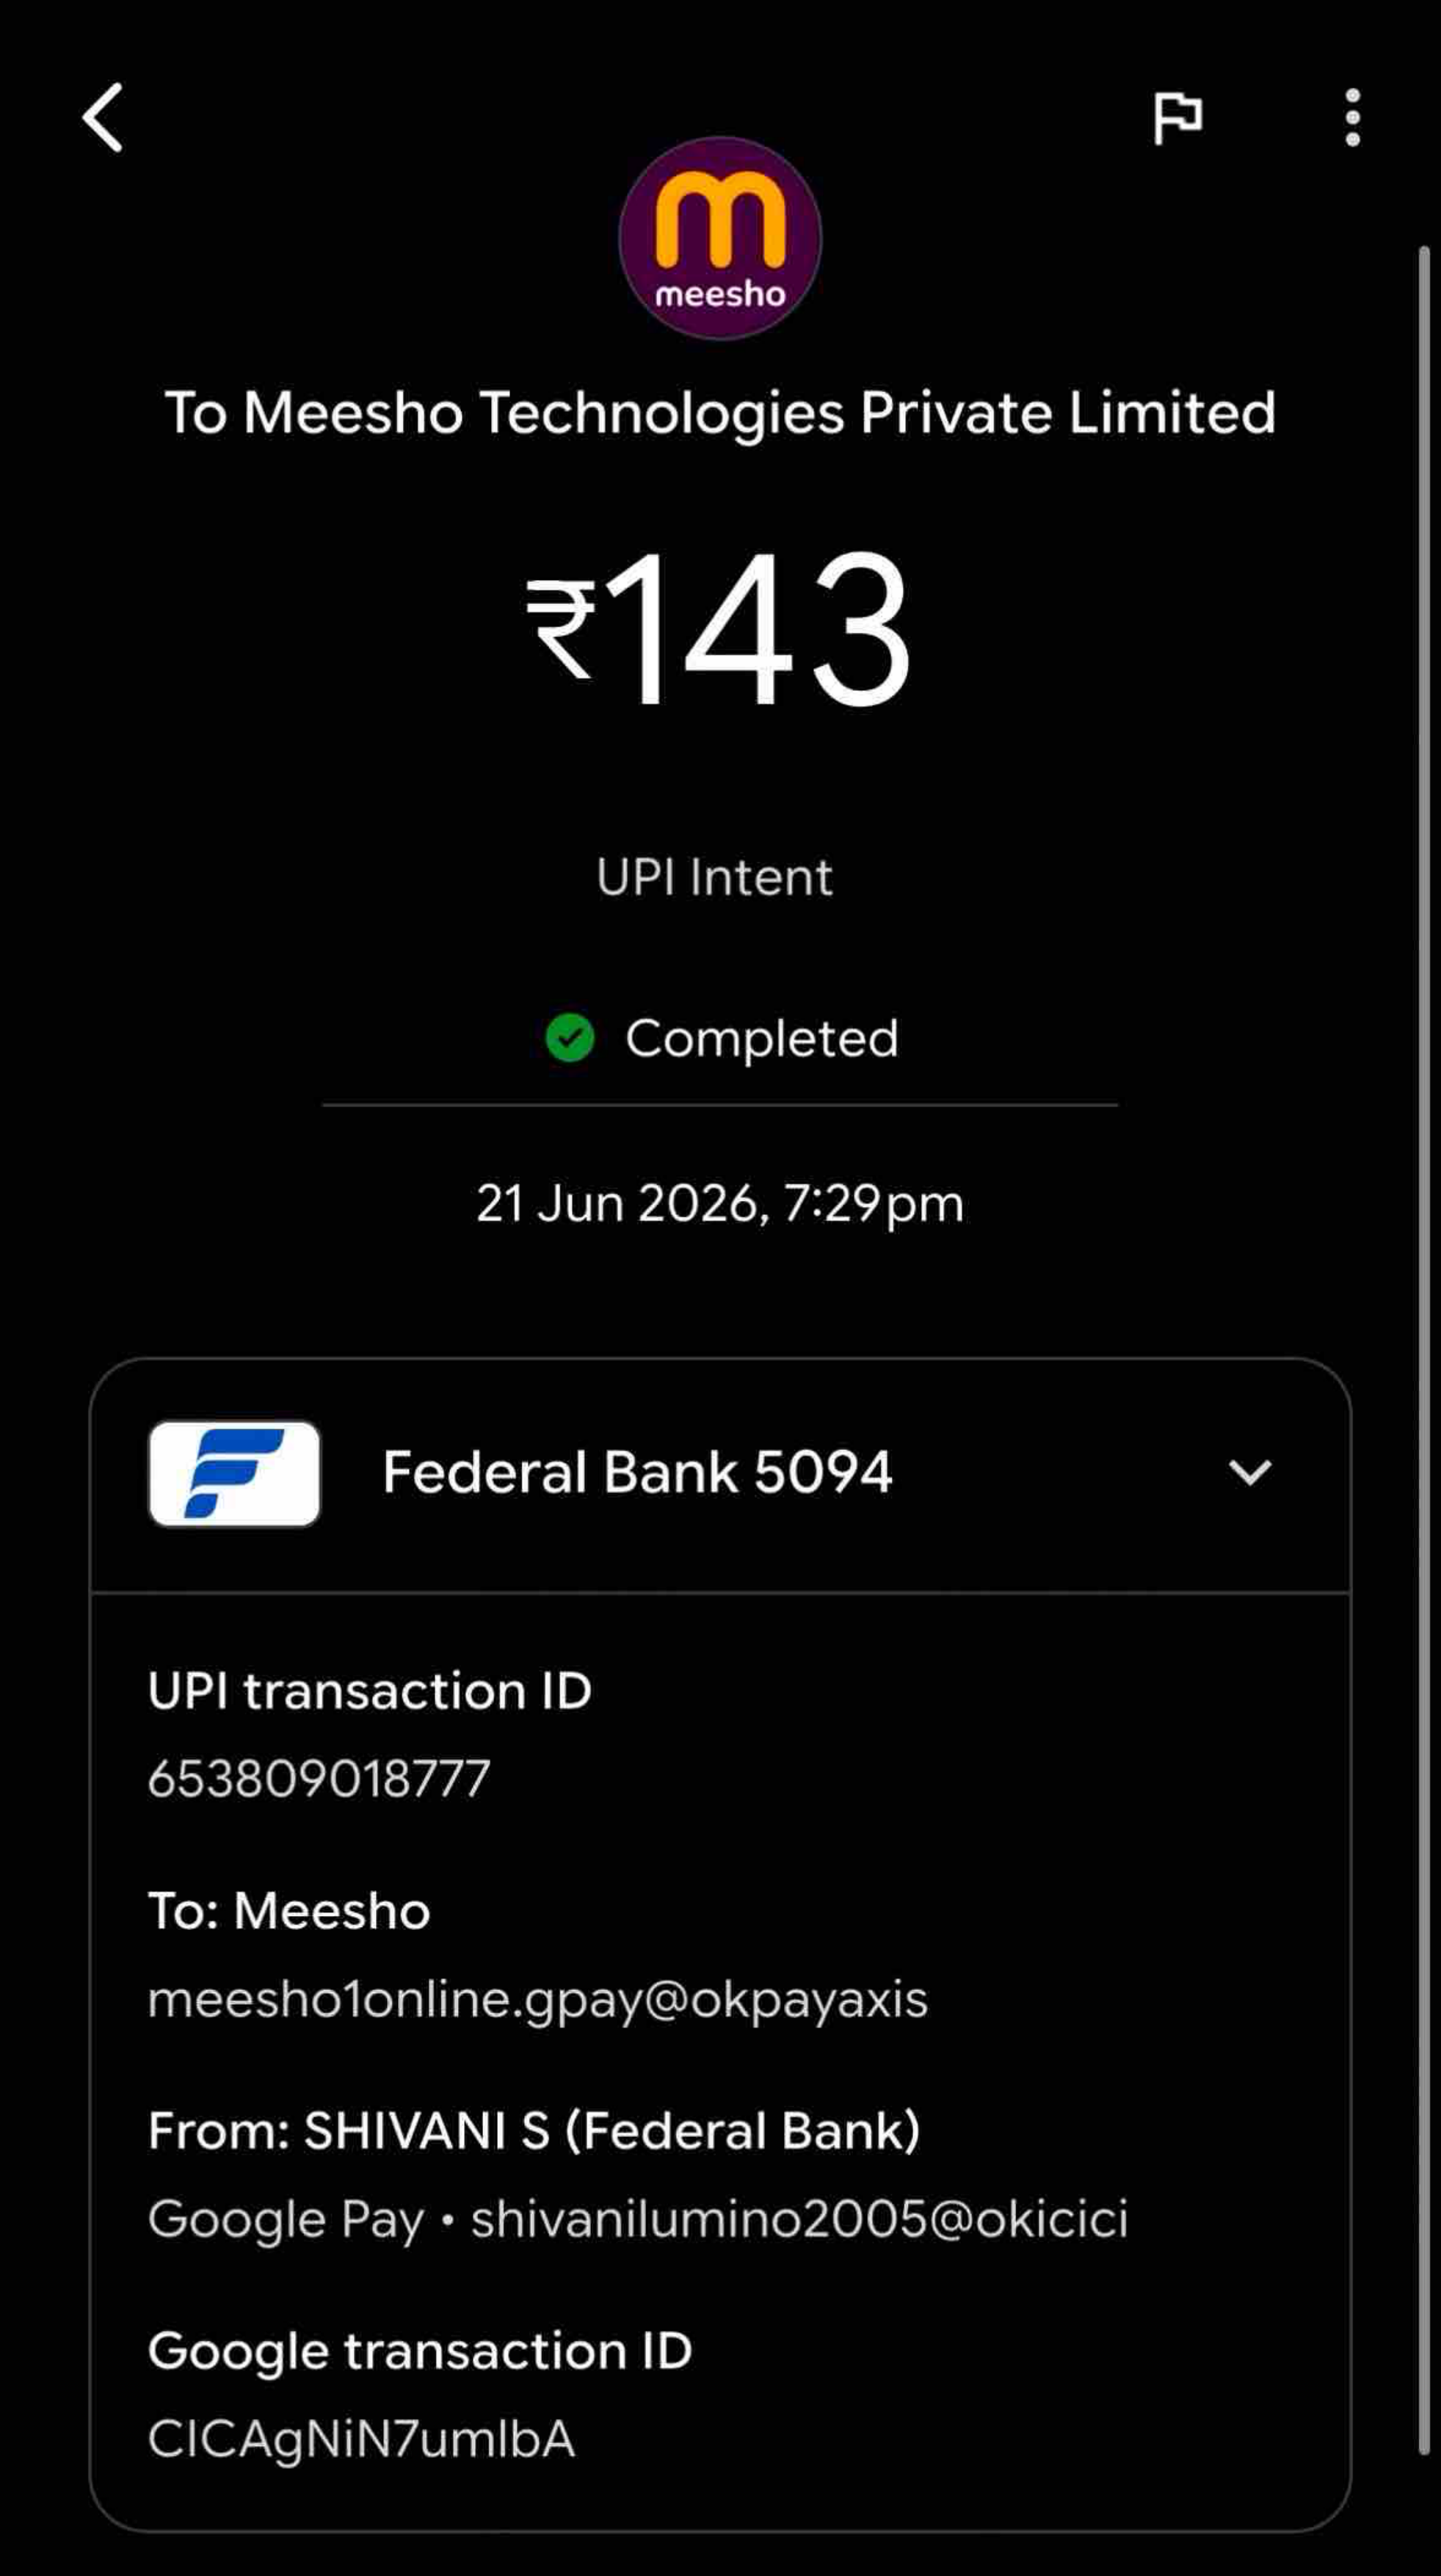 meesho
To Meesho Technologies Private Limited
₹143
UPI Intent
Completed
21 Jun 2026, 7:29pm
Federal Bank 5094
UPI transaction ID
653809018777
To: Meesho
meesho1online.gpay@okpayaxis
From: SHIVANI S (Federal Bank)
Google Pay • shivanilumino2005@okicici
Google transaction ID
CICAgNiN7umlbA